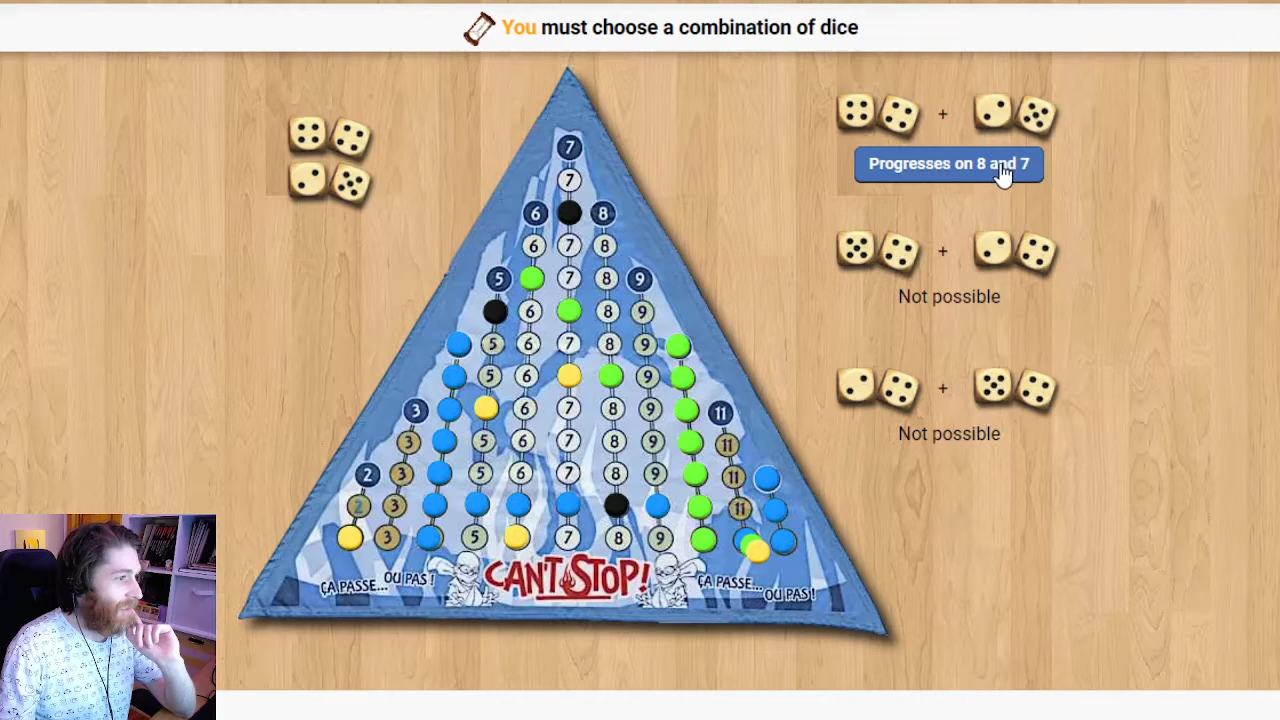 You must choose a combination of dice
Progresses on 8 and 7
Not possible
Not possible
7
7
6 8
6 7 8
5 7 8 9
6 8 9
5 6 7 8 9
5 6 9
3 6 7 8 9 11
3 5 6 7 8 9 11
2 3 5 6 7 8 9 11
2 3 11
3 5 7 8 9
CAN'T STOP!
ÇA PASSE... OU PAS !
ÇA PASSE... OU PAS!